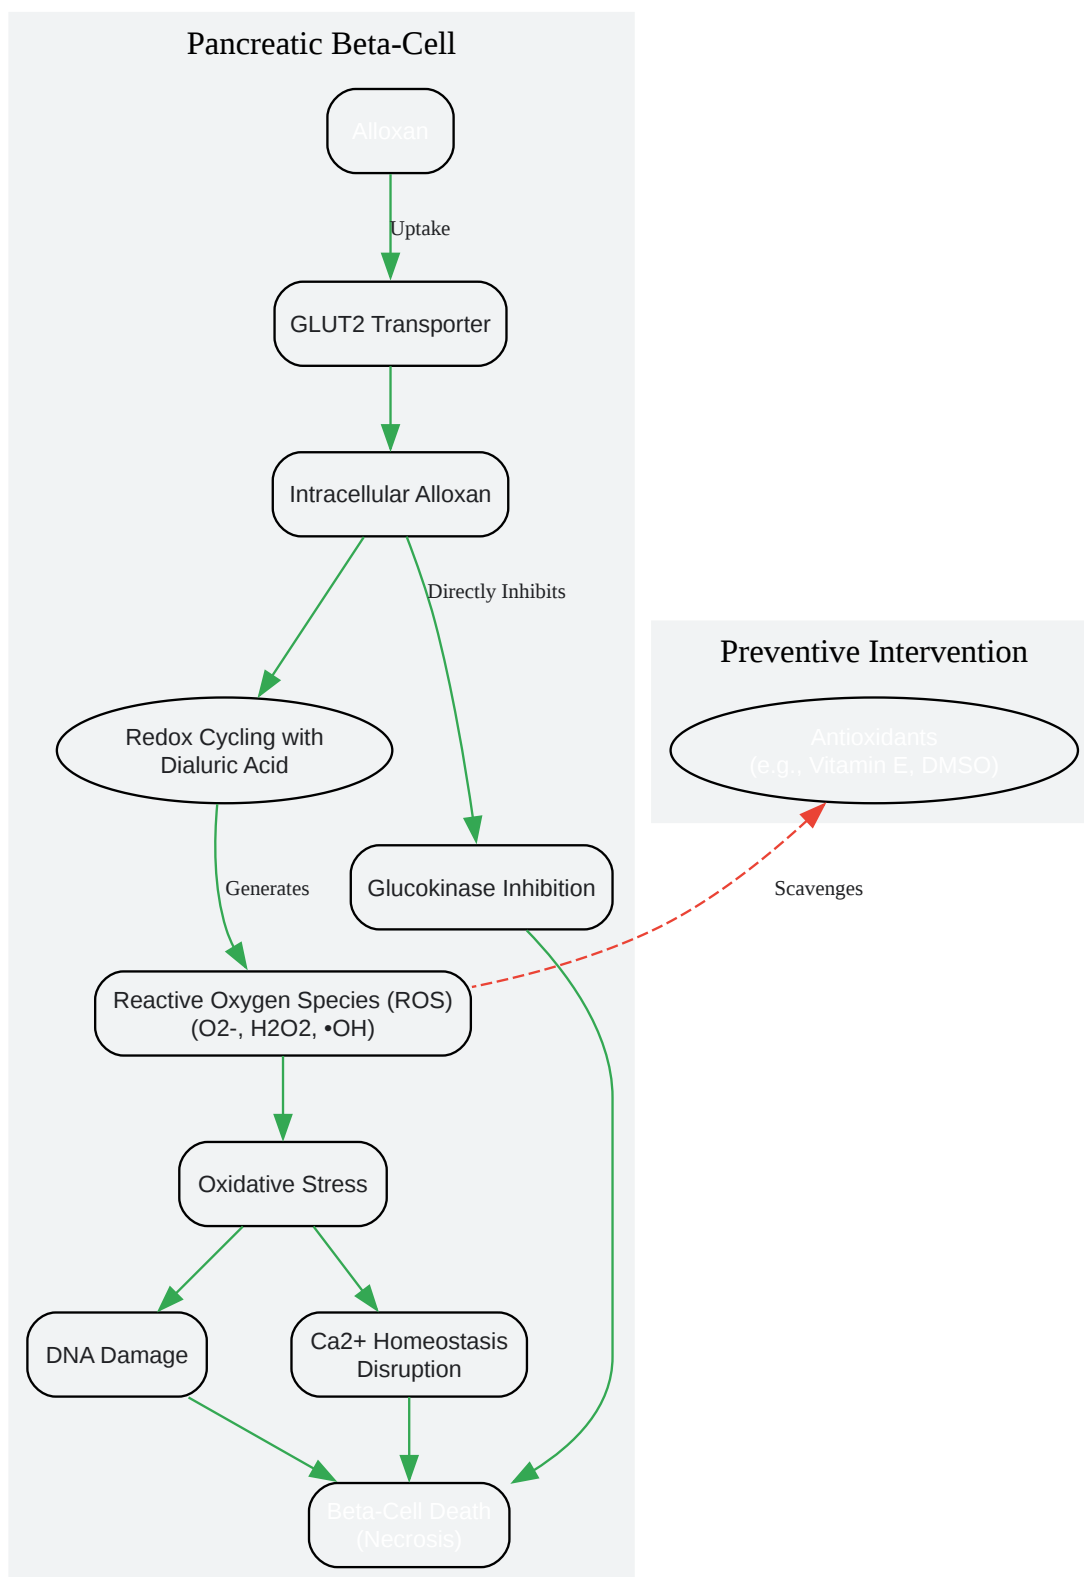 Pancreatic Beta-Cell
Alloxan
Uptake
GLUT2 Transporter
Intracellular Alloxan
Directly Inhibits
Preventive Intervention
Redox Cycling with
Dialuric Acid
Antioxidants
(e.g., Vitamin E, DMSO)
Generates
Glucokinase Inhibition
Scavenges
Reactive Oxygen Species (ROS)
(O2-, H2O2, •OH)
Oxidative Stress
DNA Damage
Ca2+ Homeostasis
Disruption
Beta-Cell Death
(Necrosis)